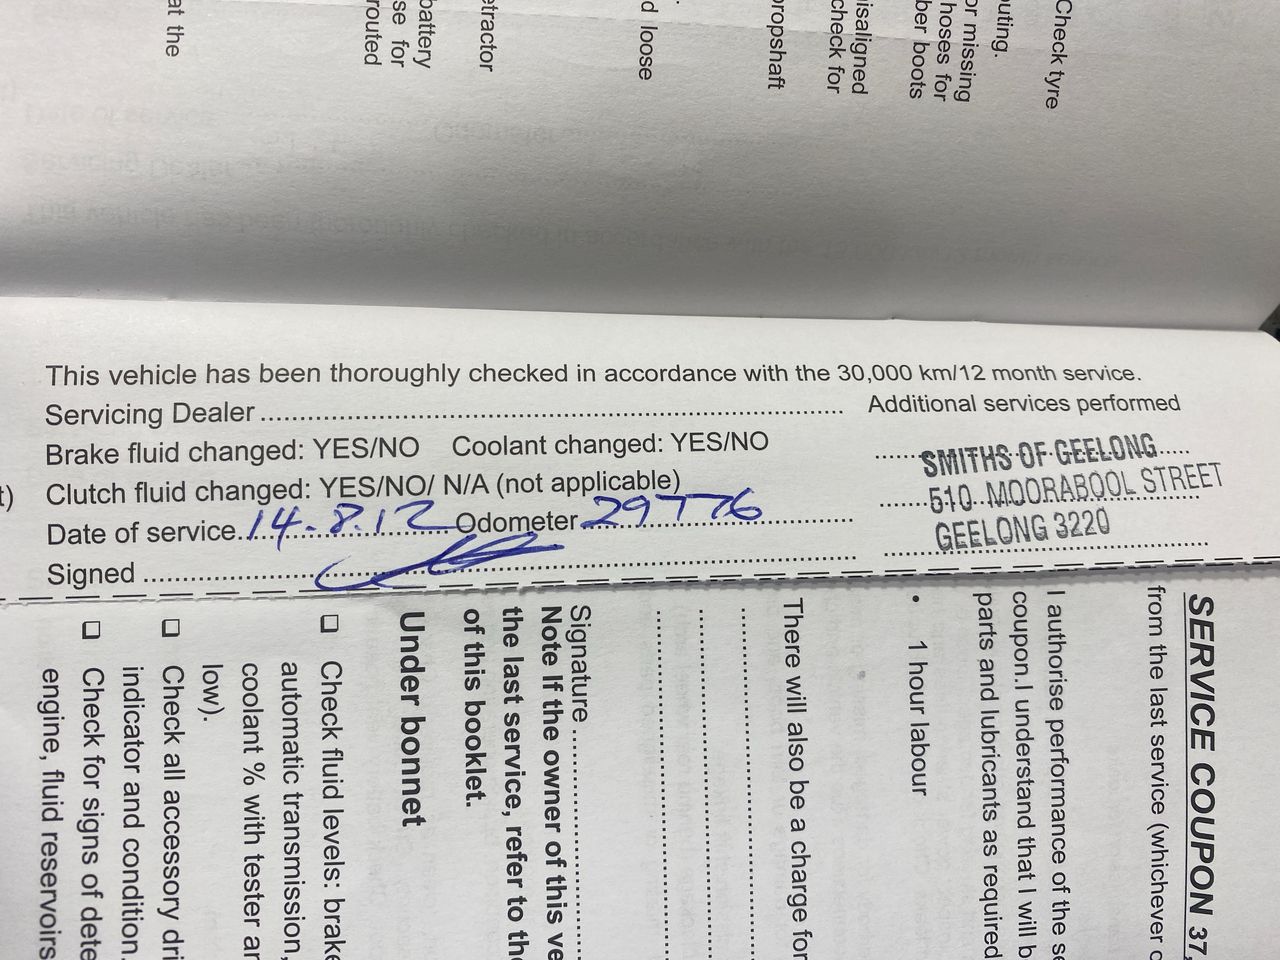 This vehicle has been thoroughly checked in accordance with the 30,000 km/12 month service.
Servicing Dealer
Additional services performed
Brake fluid changed: YES/NO Coolant changed: YES/NO
Clutch fluid changed: YES/NO/ N/A (not applicable)
Date of service 14.8.12 Odometer 29776
Signed
SMITHS OF GEELONG
510 MOORABOOL STREET
GEELONG 3220
t)
Check tyre
uting.
or missing
hoses for
ber boots
isaligned
check for
propshaft
d loose
etractor
battery
se for
routed
at the
SERVICE COUPON 37,
from the last service (whichever
I authorise performance of the se
coupon.I understand that I will b
parts and lubricants as required
• 1 hour labour
There will also be a charge for
Signature
Note If the owner of this ve
the last service, refer to the
of this booklet.
Under bonnet
❑ Check fluid levels: brake
automatic transmission,
coolant % with tester an
low).
❑ Check all accessory dri
indicator and condition.
❑ Check for signs of dete
engine, fluid reservoirs